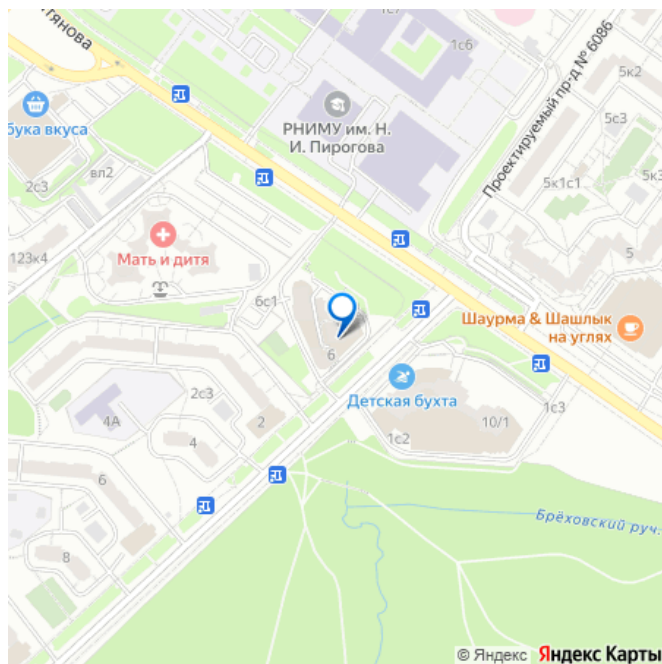 тянова
1с7
1с6
Проектируемый пр-д № 6086
5к2
бука вкуса
РНИМУ им. Н.
И. Пирогова
5с3
2с3
вл2
5к1с1
5к3
123к4
Мать и дитя
5
6с1
Шаурма & Шашлык
на углях
6
Детская бухта
2с3
4А
2
10/1
1с3
4
1с2
6
Брёховский руч.
8
© Яндекс Яндекс Карты